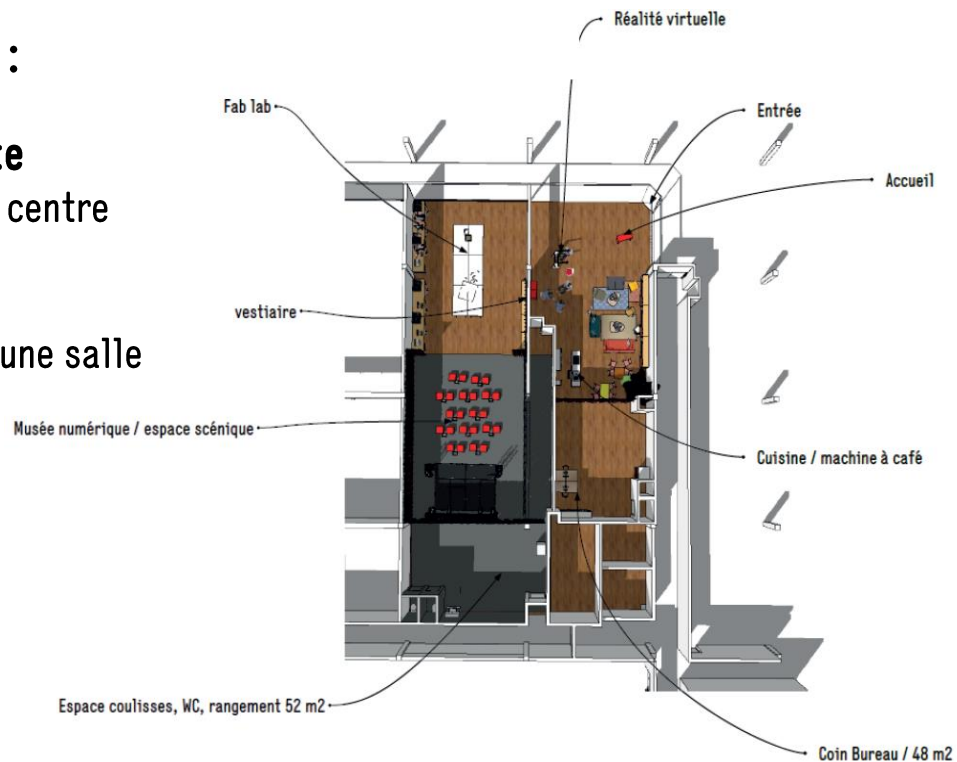 :
centre
une salle
Réalité virtuelle
Fab lab
Entrée
Accueil
vestiaire
Musée numérique / espace scénique
Cuisine / machine à café
Espace coulisses, WC, rangement 52 m2
Coin Bureau / 48 m2